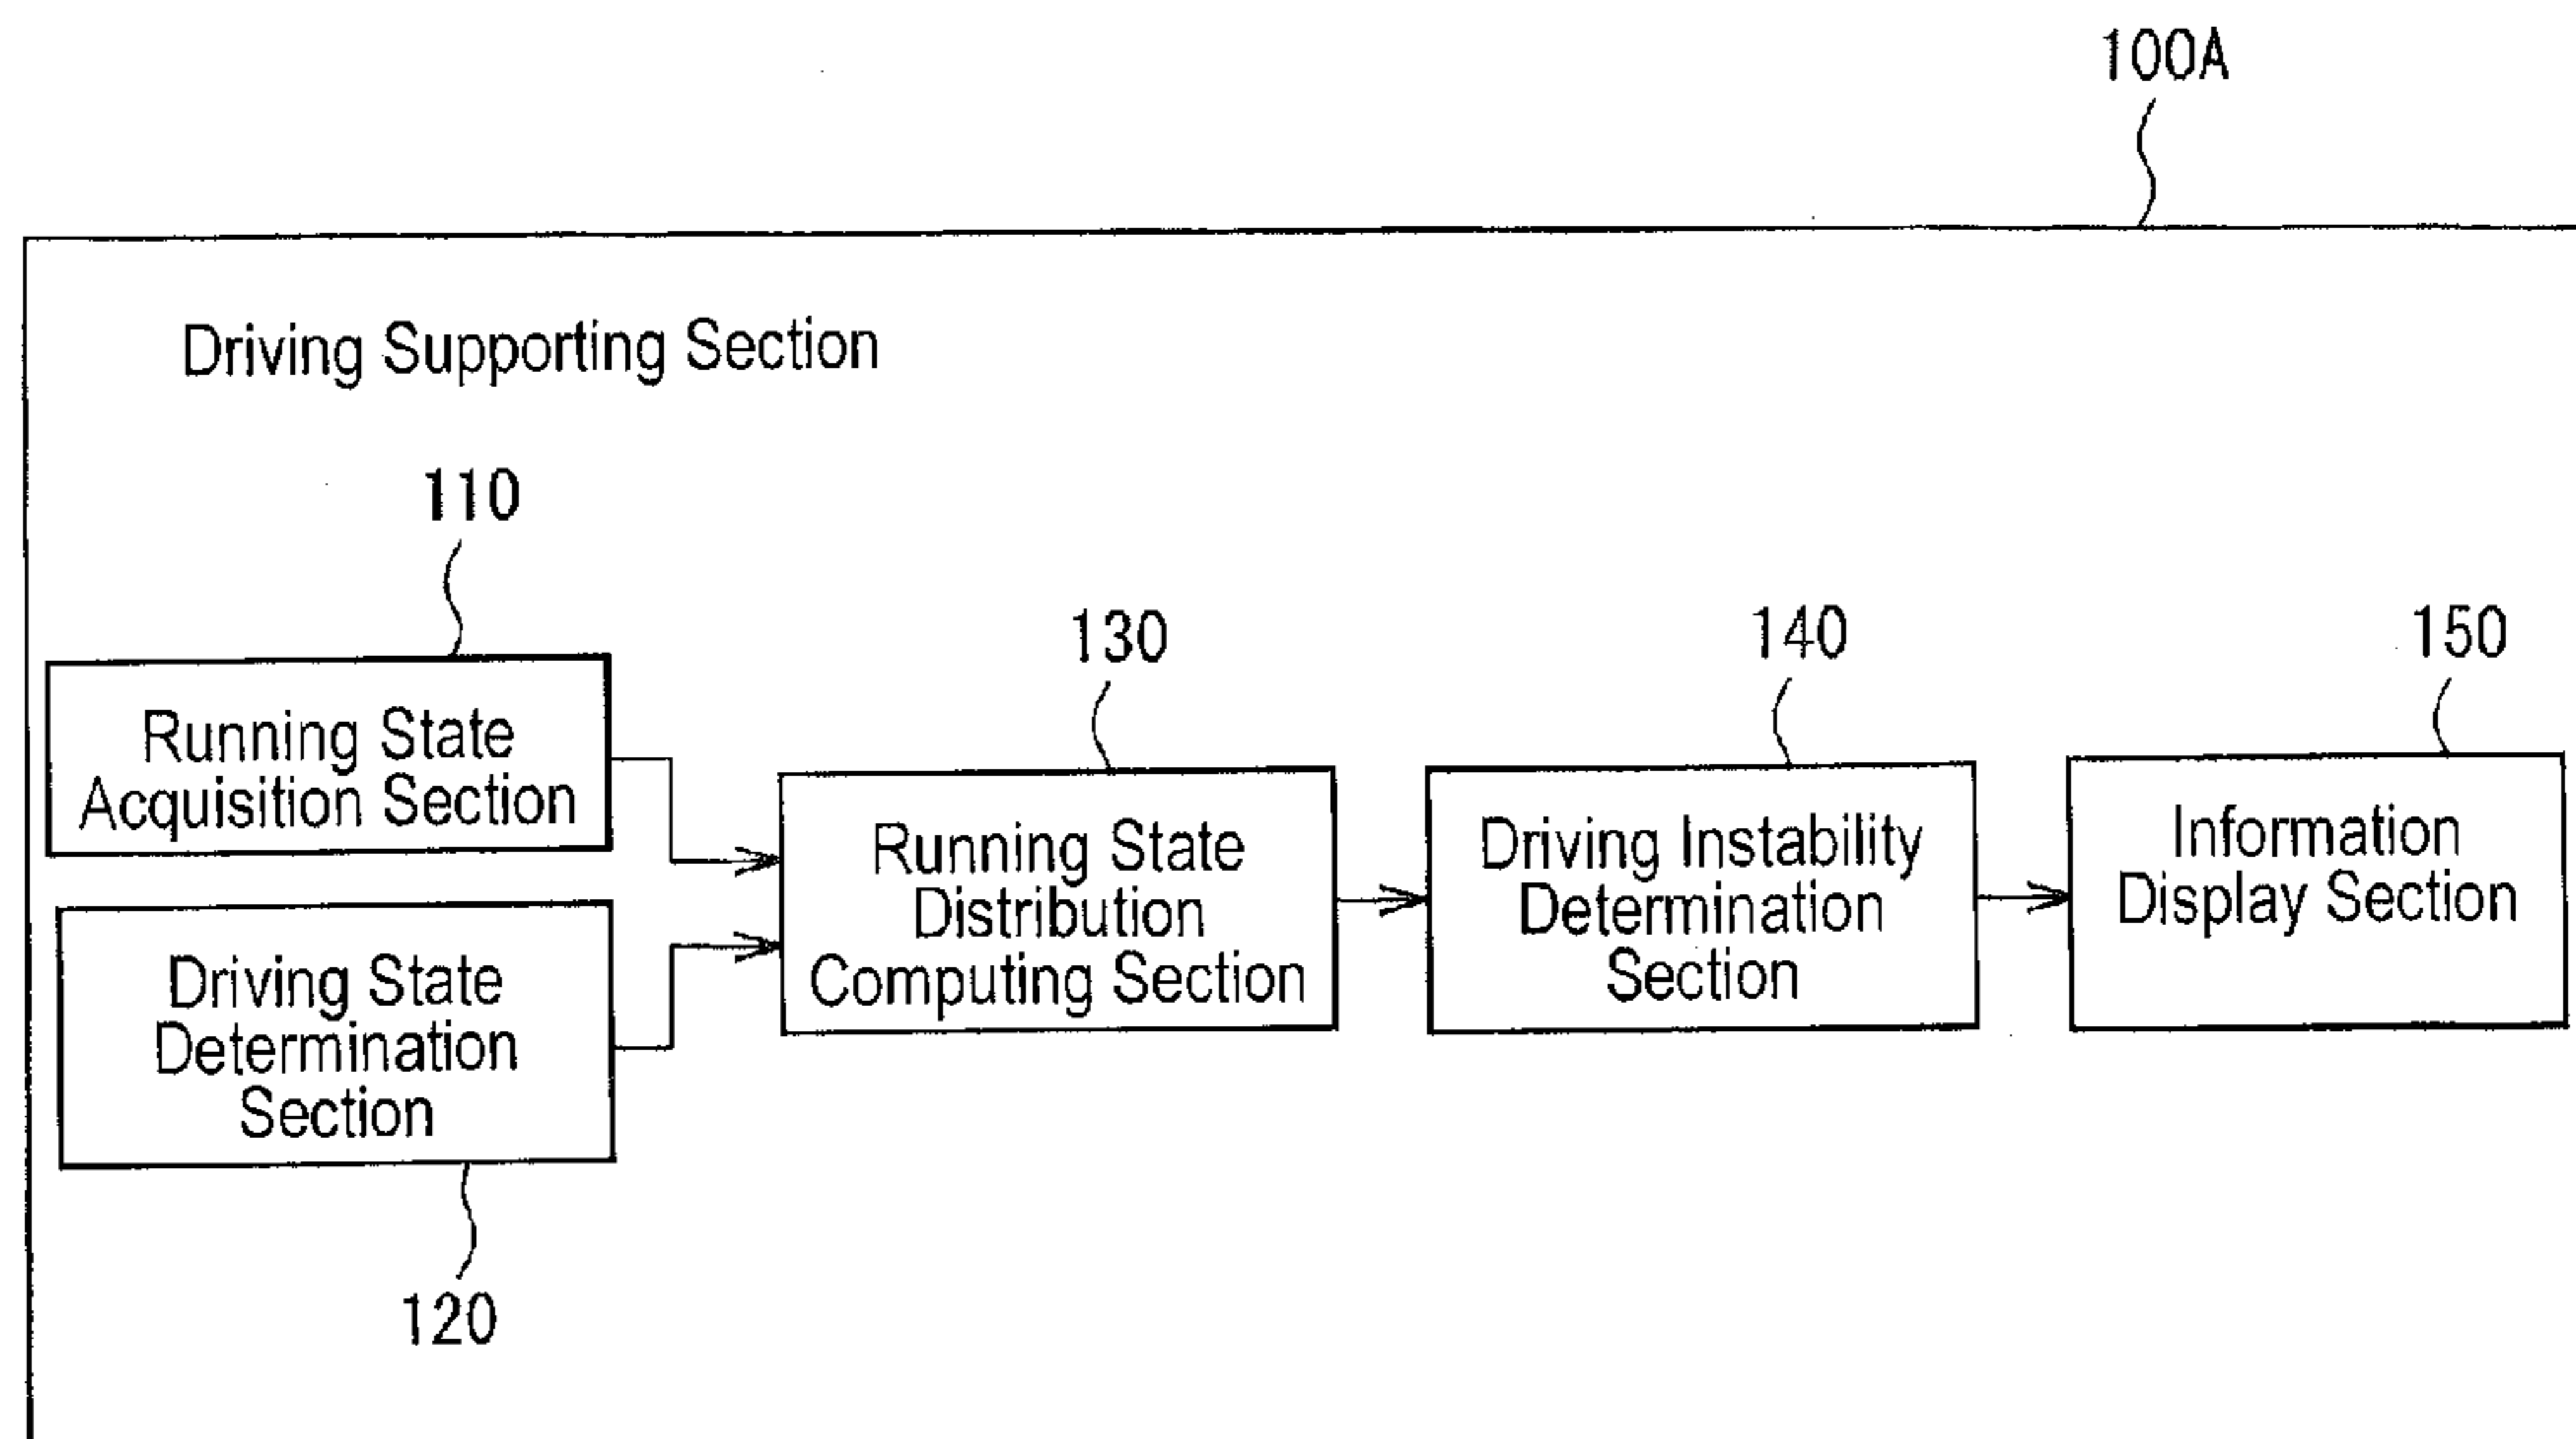 100A
Driving Supporting Section
110
Running State
Acquisition Section
Driving State
Determination
Section
120
130
Running State
Distribution
Computing Section
140
Driving Instability
Determination
Section
150
Information
Display Section